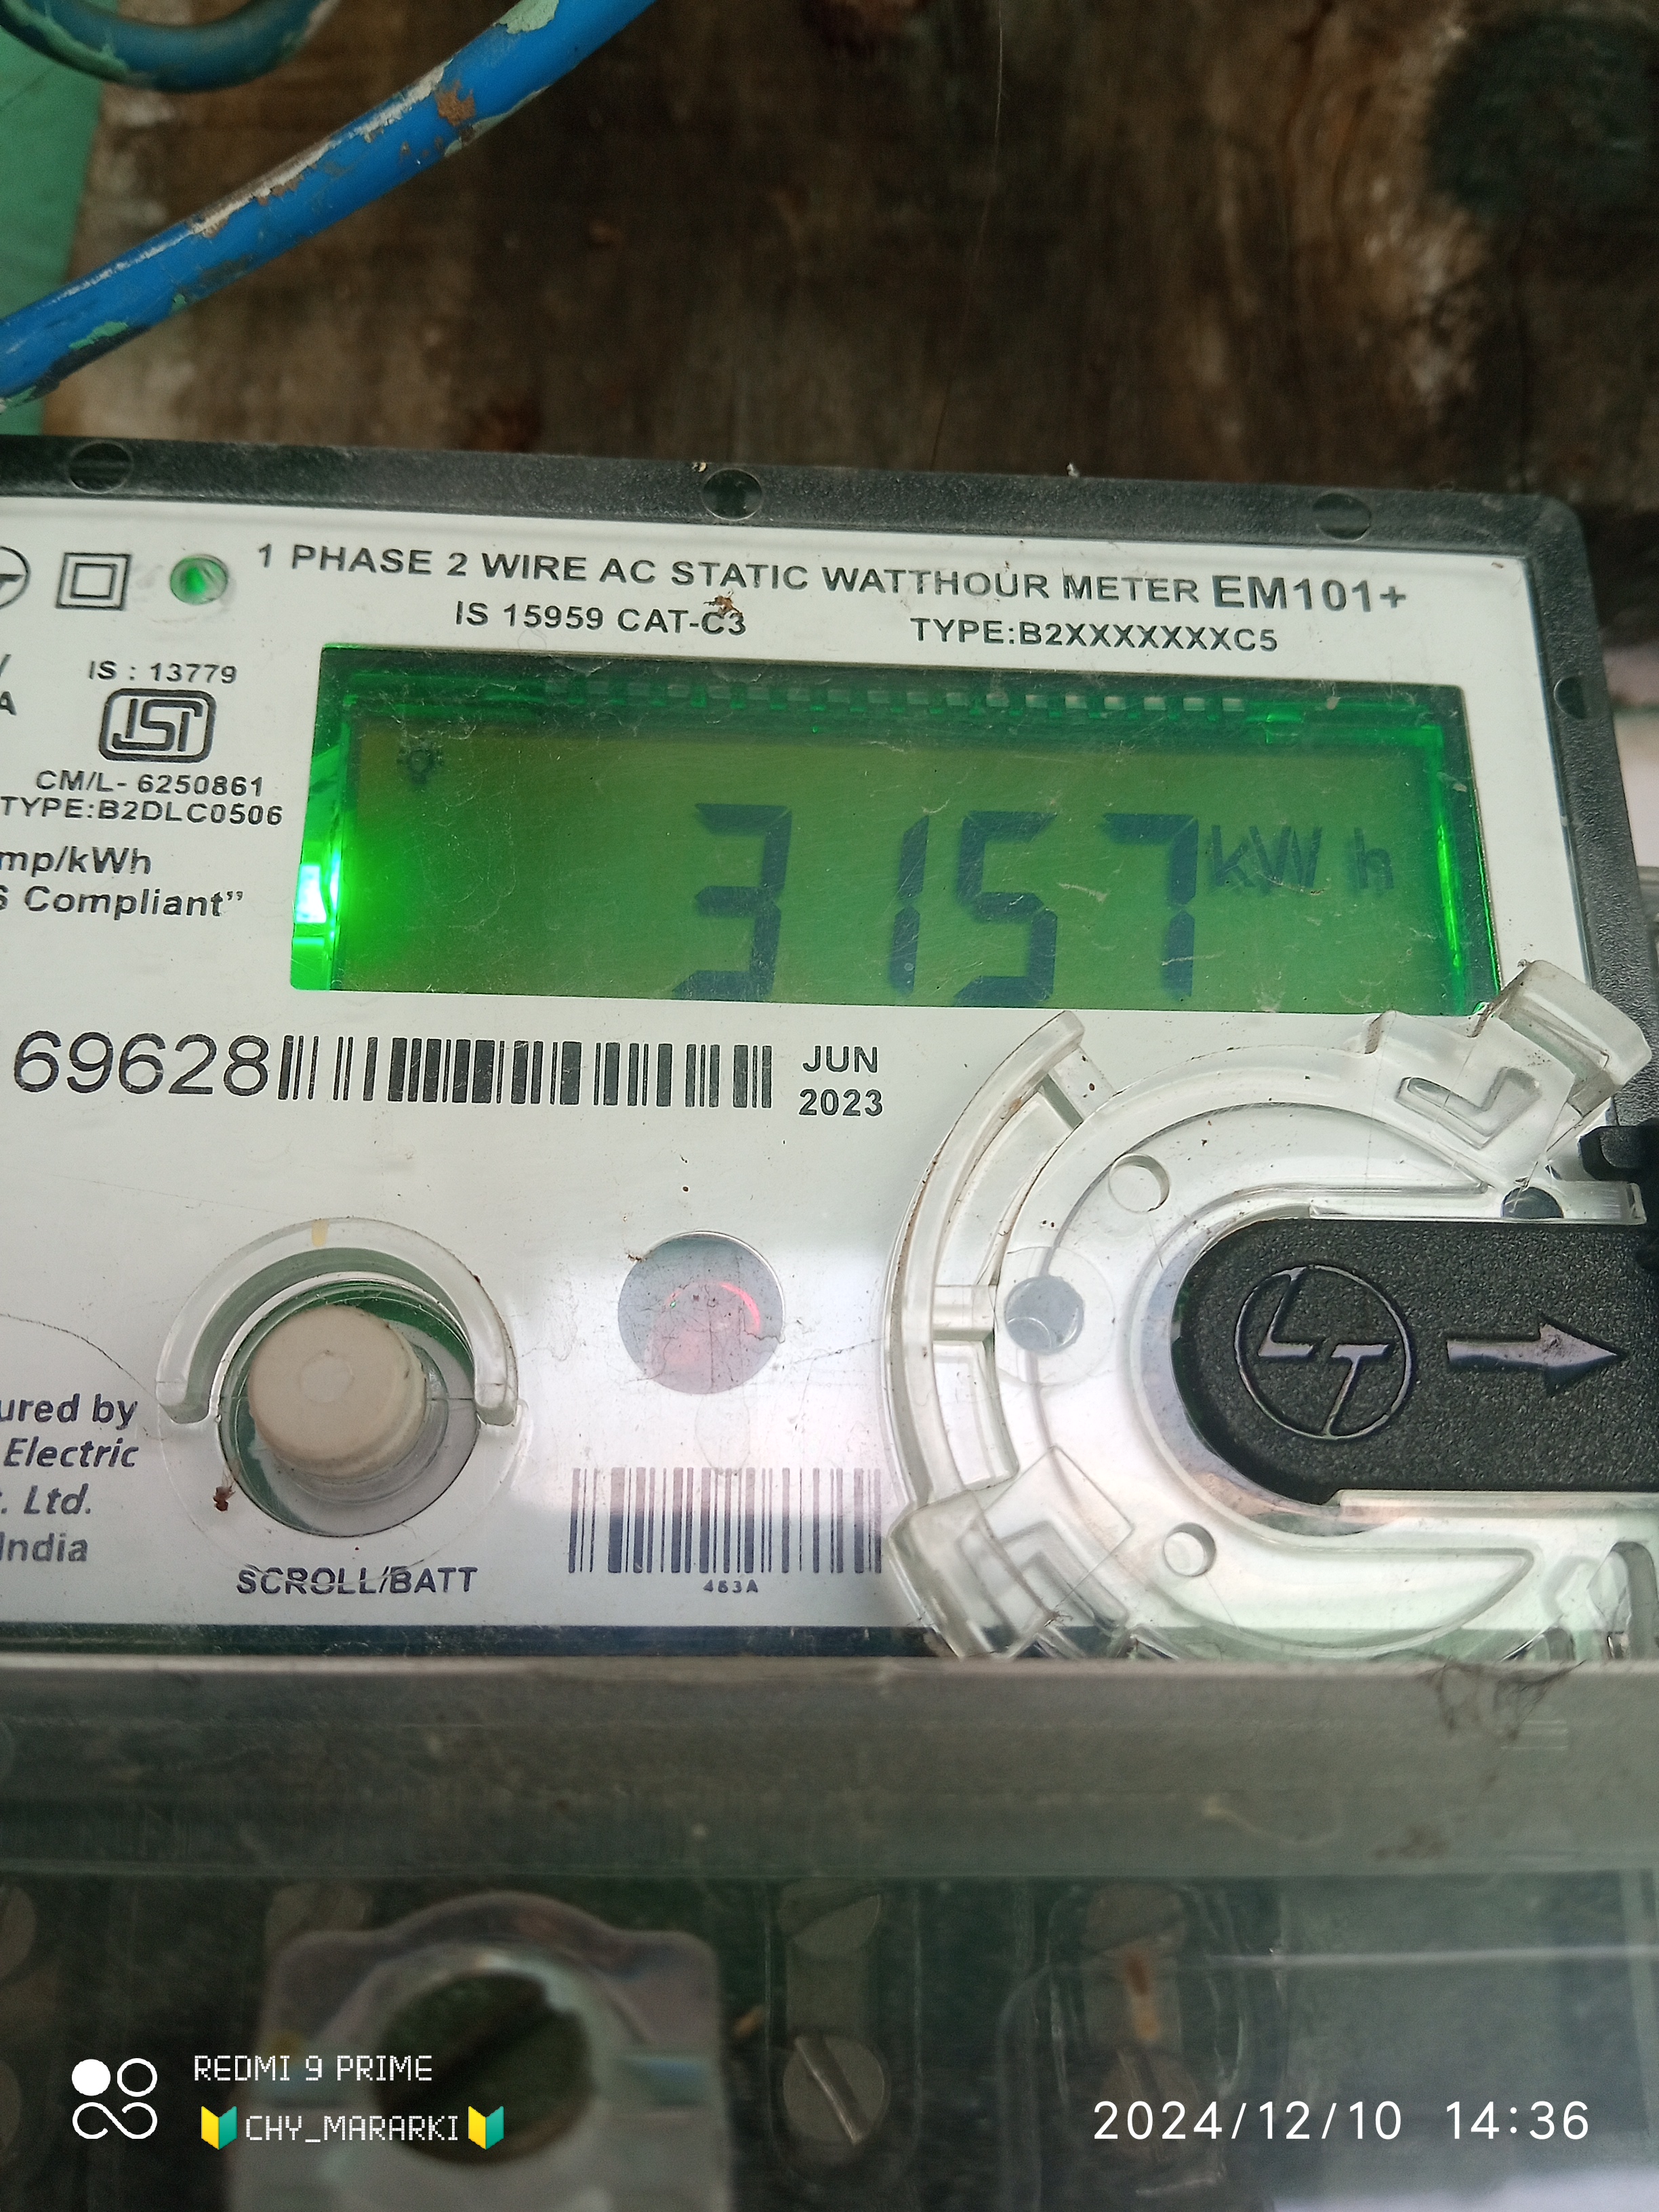 1 PHASE 2 WIRE AC STATIC WATTHOUR METER EM101+
IS 15959 CAT-C3 TYPE:B2XXXXXXXC5
IS : 13779
ISI
CM/L- 6250861
TYPE:B2DLC0506
mp/kWh
S Compliant”
3157 kWh
69628
JUN
2023
LT
ured by
Electric
. Ltd.
India
SCROLL/BATT
463A
REDMI 9 PRIME
CHY_MARARKI
2024/12/10 14:36